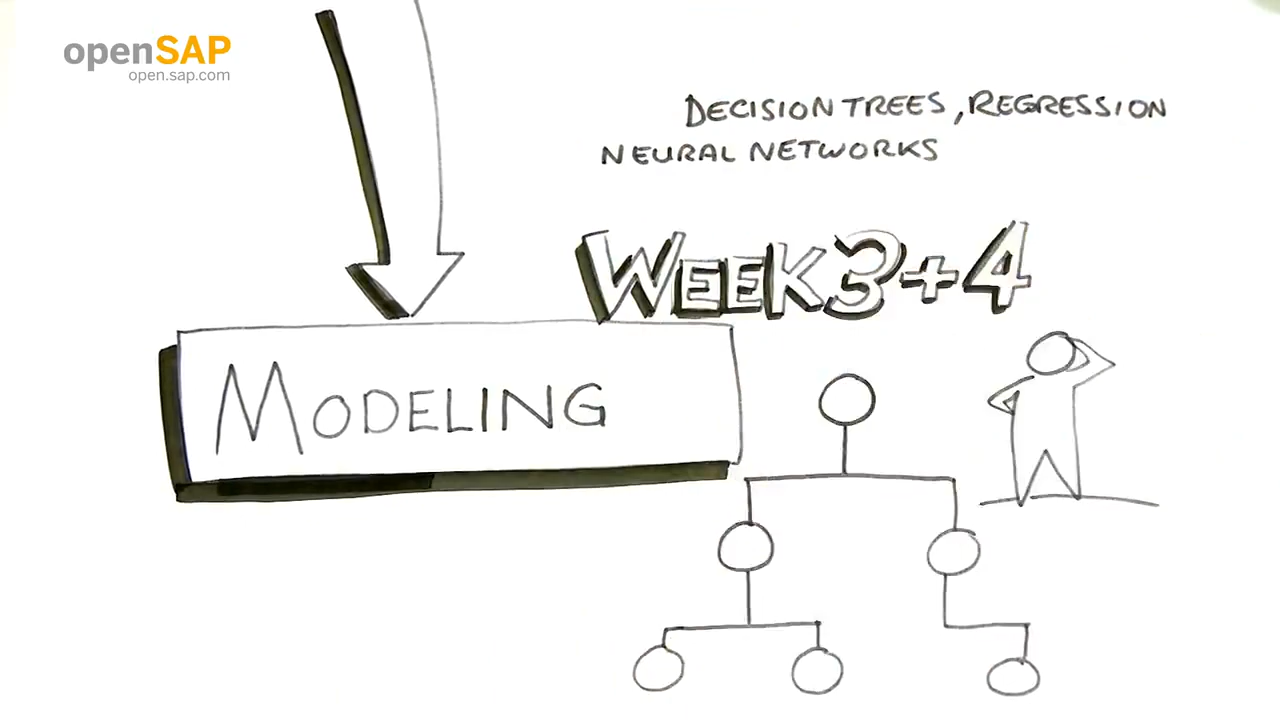 openSAP
open.sap.com
DECISION TREES, REGRESSION
NEURAL NETWORKS
WEEK 3+4
MODELING